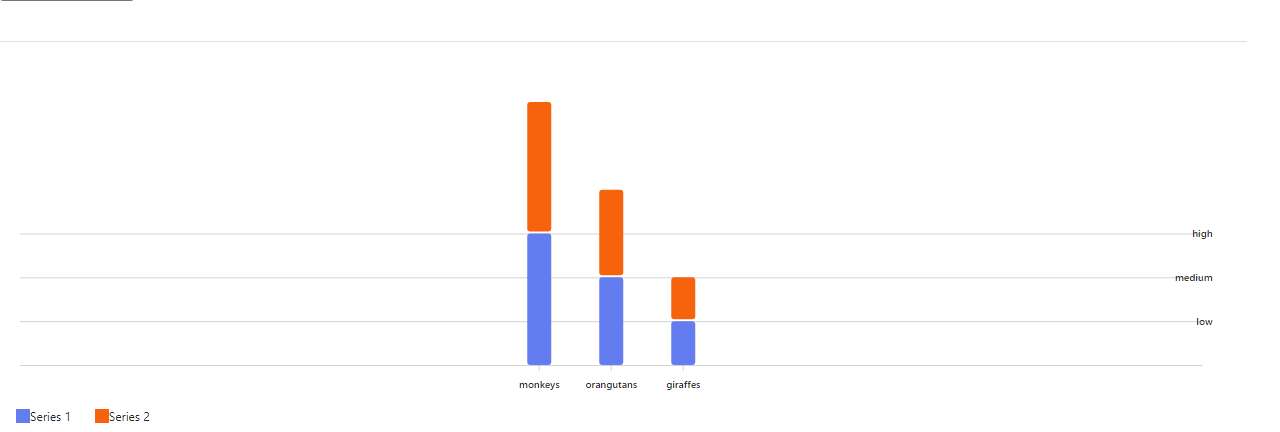 high
medium
low
monkeys orangutans giraffes
Series 1 Series 2